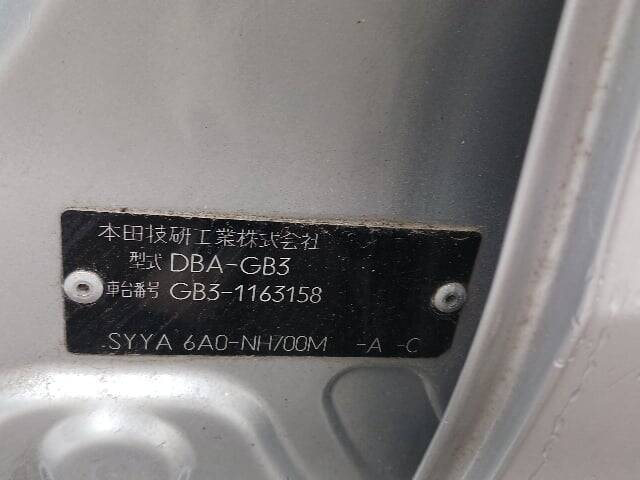 本田技研工業株式会社
型式 DBA-GB3
車台番号 GB3-1163158
SYYA 6A0-NH700M -A -C